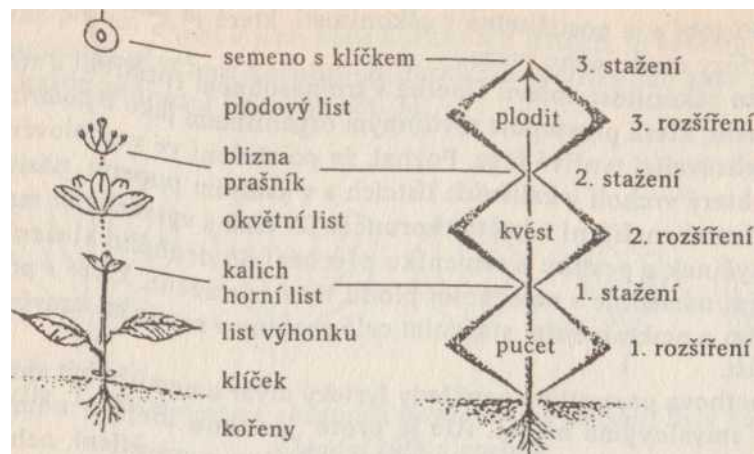 semeno s klíčkem
plodový list
blizna
prašník
okvětní list
kalich
horní list
list výhonku
klíček
kořeny
plodit
kvést
pučet
3. stažení
3. rozšíření
2. stažení
2. rozšíření
1. stažení
1. rozšíření